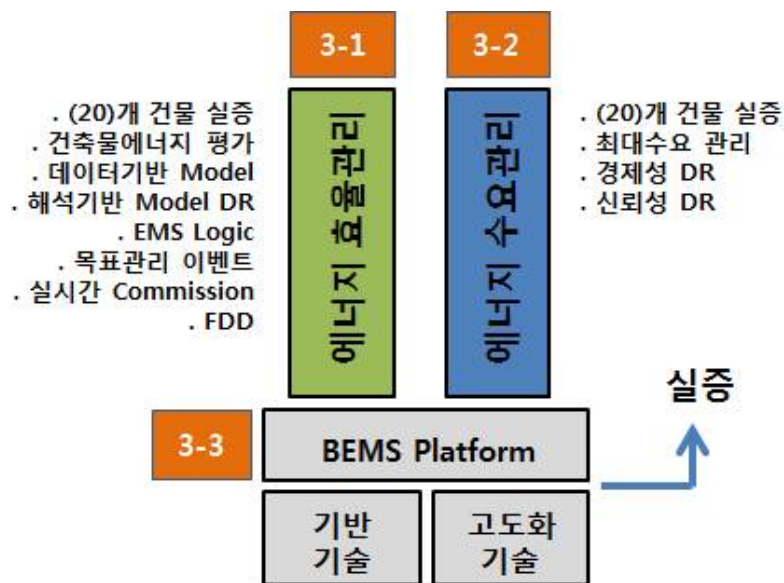 3-1
3-2
. (20)개 건물 실증
. 건축물에너지 평가
. 데이터기반 Model
. 해석기반 Model DR
. EMS Logic
. 목표관리 이벤트
. 실시간 Commission
. FDD
에너지 효율관리
에너지 수요관리
. (20)개 건물 실증
. 최대수요 관리
. 경제성 DR
. 신뢰성 DR
실증
3-3
BEMS Platform
기반
기술
고도화
기술